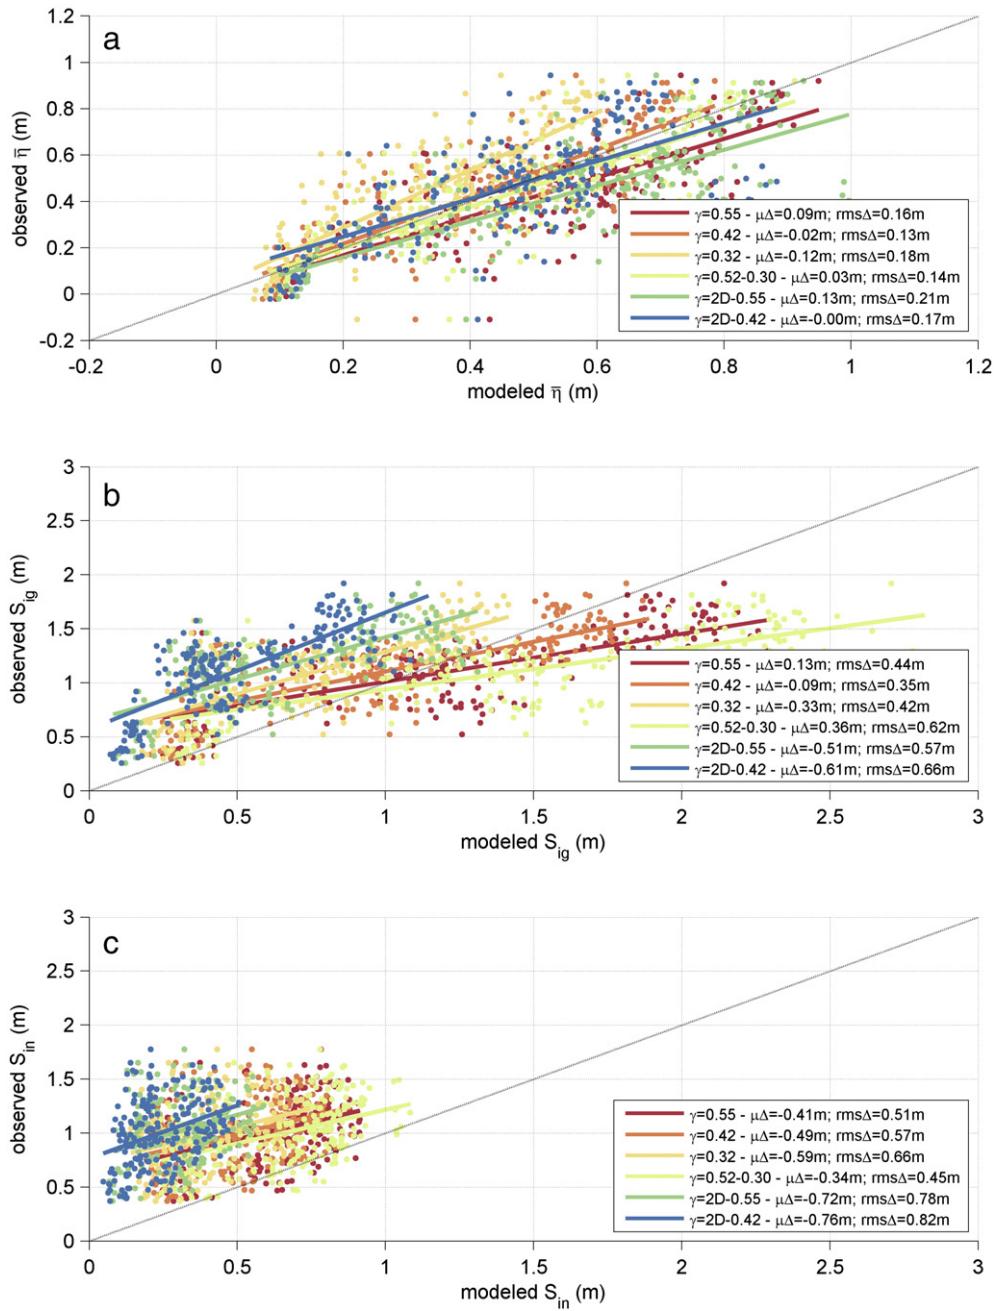 a
1.2
1
0.8
0.6
0.4
0.2
0
-0.2
observed η̅ (m)
γ=0.55 - μΔ=0.09m; rmsΔ=0.16m
γ=0.42 - μΔ=-0.02m; rmsΔ=0.13m
γ=0.32 - μΔ=-0.12m; rmsΔ=0.18m
γ=0.52-0.30 - μΔ=0.03m; rmsΔ=0.14m
γ=2D-0.55 - μΔ=0.13m; rmsΔ=0.21m
γ=2D-0.42 - μΔ=-0.00m; rmsΔ=0.17m
-0.2 0 0.2 0.4 0.6 0.8 1 1.2
modeled η̅ (m)
b
3
2.5
2
1.5
1
0.5
0
observed S_ig (m)
γ=0.55 - μΔ=0.13m; rmsΔ=0.44m
γ=0.42 - μΔ=-0.09m; rmsΔ=0.35m
γ=0.32 - μΔ=-0.33m; rmsΔ=0.42m
γ=0.52-0.30 - μΔ=0.36m; rmsΔ=0.62m
γ=2D-0.55 - μΔ=-0.51m; rmsΔ=0.57m
γ=2D-0.42 - μΔ=-0.61m; rmsΔ=0.66m
0 0.5 1 1.5 2 2.5 3
modeled S_ig (m)
c
3
2.5
2
1.5
1
0.5
0
observed S_in (m)
γ=0.55 - μΔ=-0.41m; rmsΔ=0.51m
γ=0.42 - μΔ=-0.49m; rmsΔ=0.57m
γ=0.32 - μΔ=-0.59m; rmsΔ=0.66m
γ=0.52-0.30 - μΔ=-0.34m; rmsΔ=0.45m
γ=2D-0.55 - μΔ=-0.72m; rmsΔ=0.78m
γ=2D-0.42 - μΔ=-0.76m; rmsΔ=0.82m
0 0.5 1 1.5 2 2.5 3
modeled S_in (m)